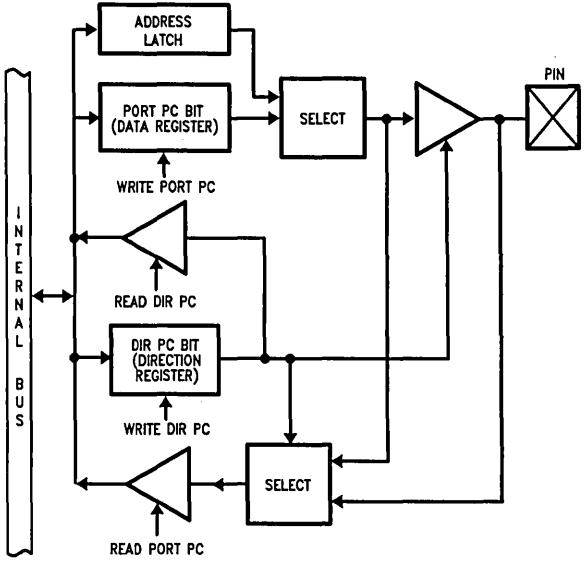 ADDRESS
LATCH
PIN
PORT PC BIT
(DATA REGISTER)
SELECT
WRITE PORT PC
INTERNAL BUS
READ DIR PC
DIR PC BIT
(DIRECTION
REGISTER)
WRITE DIR PC
SELECT
READ PORT PC